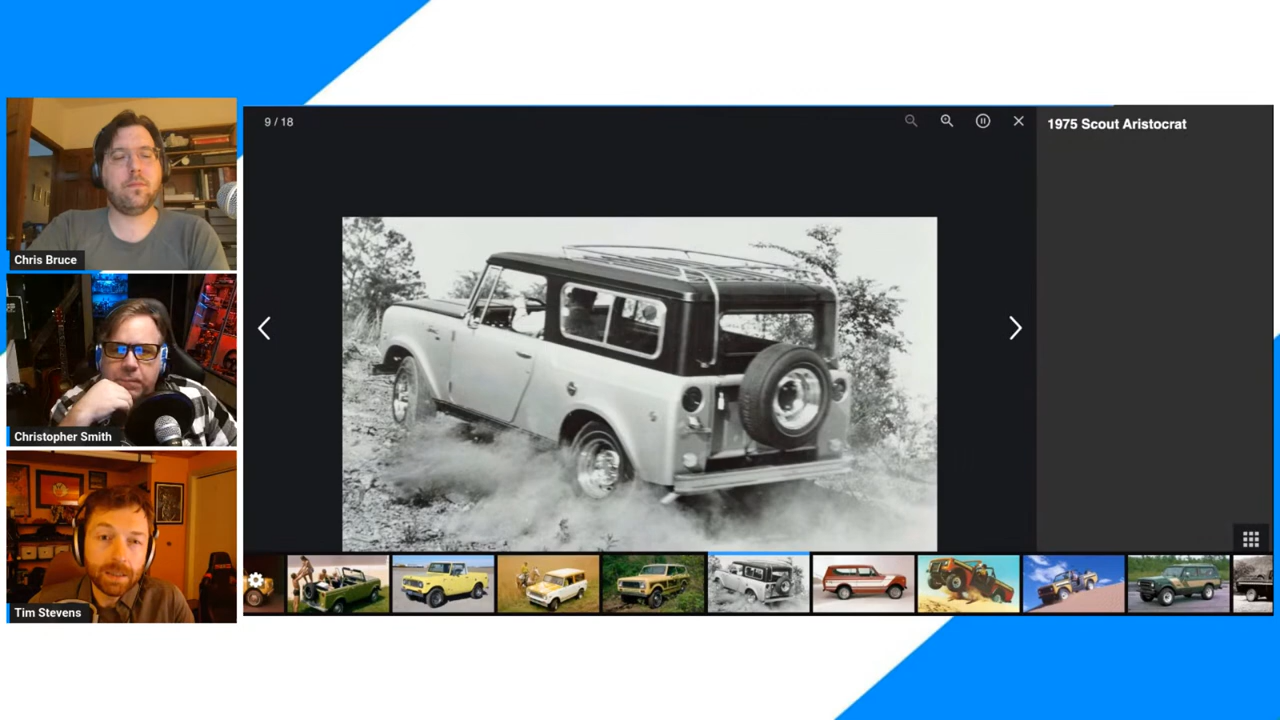 Chris Bruce
Christopher Smith
Tim Stevens
9 / 18
1975 Scout Aristocrat